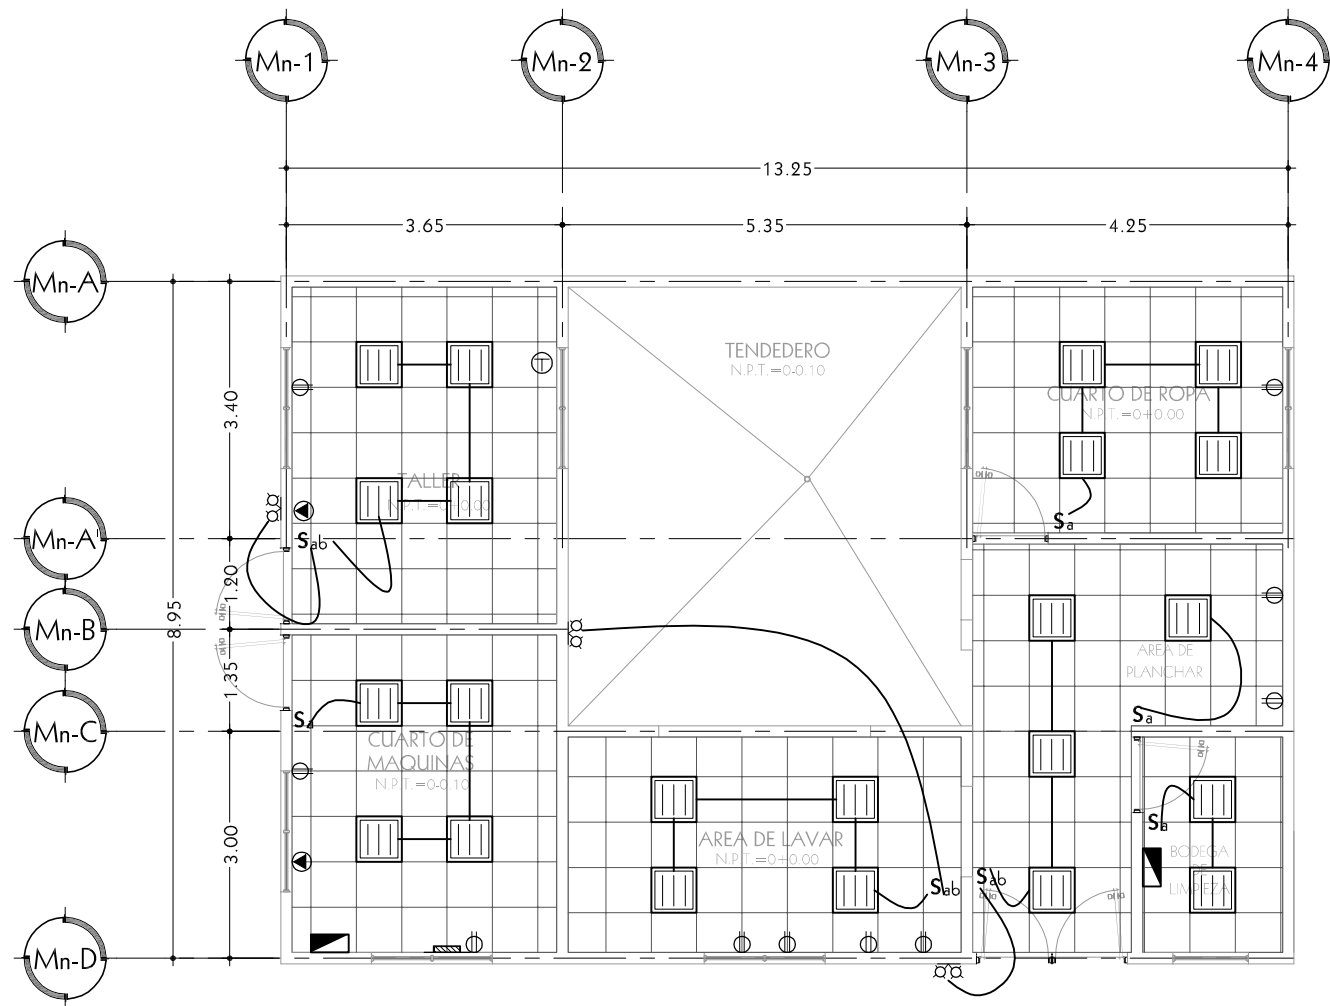 Mn-1
Mn-2
Mn-3
Mn-4
13.25
3.65
5.35
4.25
Mn-A
Mn-A'
Mn-B
Mn-C
Mn-D
8.95
3.40
1.20
1.35
3.00
TENDEDERO
N.P.T.=0-0.10
CUARTO DE ROPA
N.P.T.=0+0.00
TALLER
N.P.T.=0+0.00
Sa
Sab
AREA DE
PLANCHAR
Sa
Sa
CUARTO DE
MAQUINAS
N.P.T.=0-0.10
AREA DE LAVAR
N.P.T.=0+0.00
Sa
BODEGA
DE
LIMPIEZA
Sab
Sab